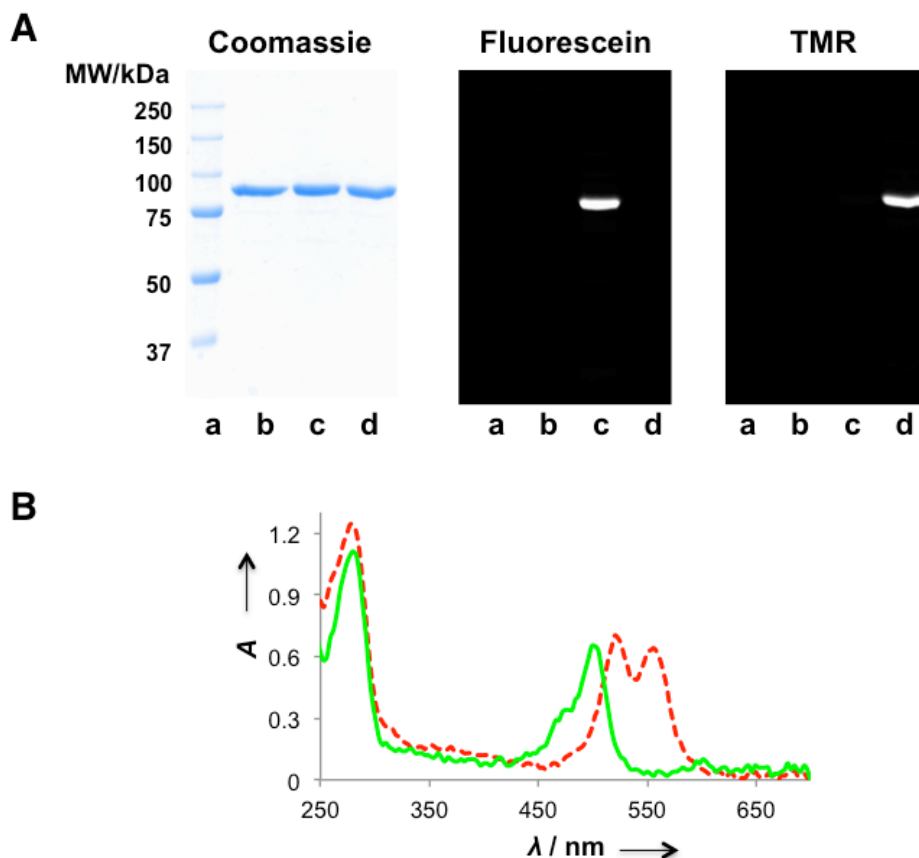 A
Coomassie Fluorescein TMR
MW/kDa
250
150
100
75
50
37
a b c d a b c d a b c d
B
1.2
0.9
0.6
0.3
0
A
250 350 450 550 650
λ / nm